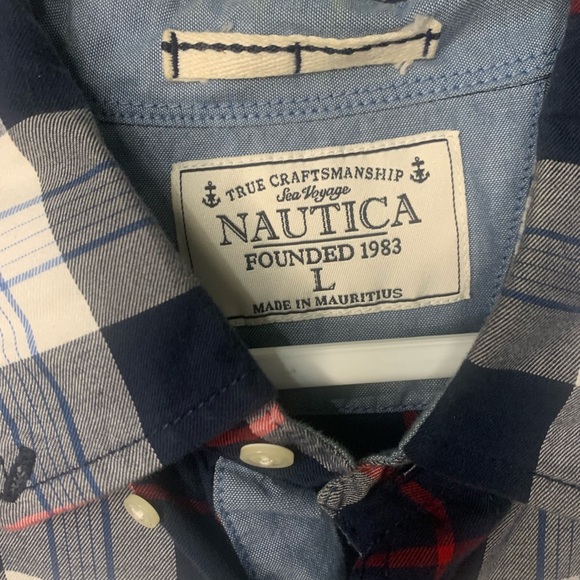 TRUE CRAFTSMANSHIP
Sea Voyage
NAUTICA
FOUNDED 1983
L
MADE IN MAURITIUS